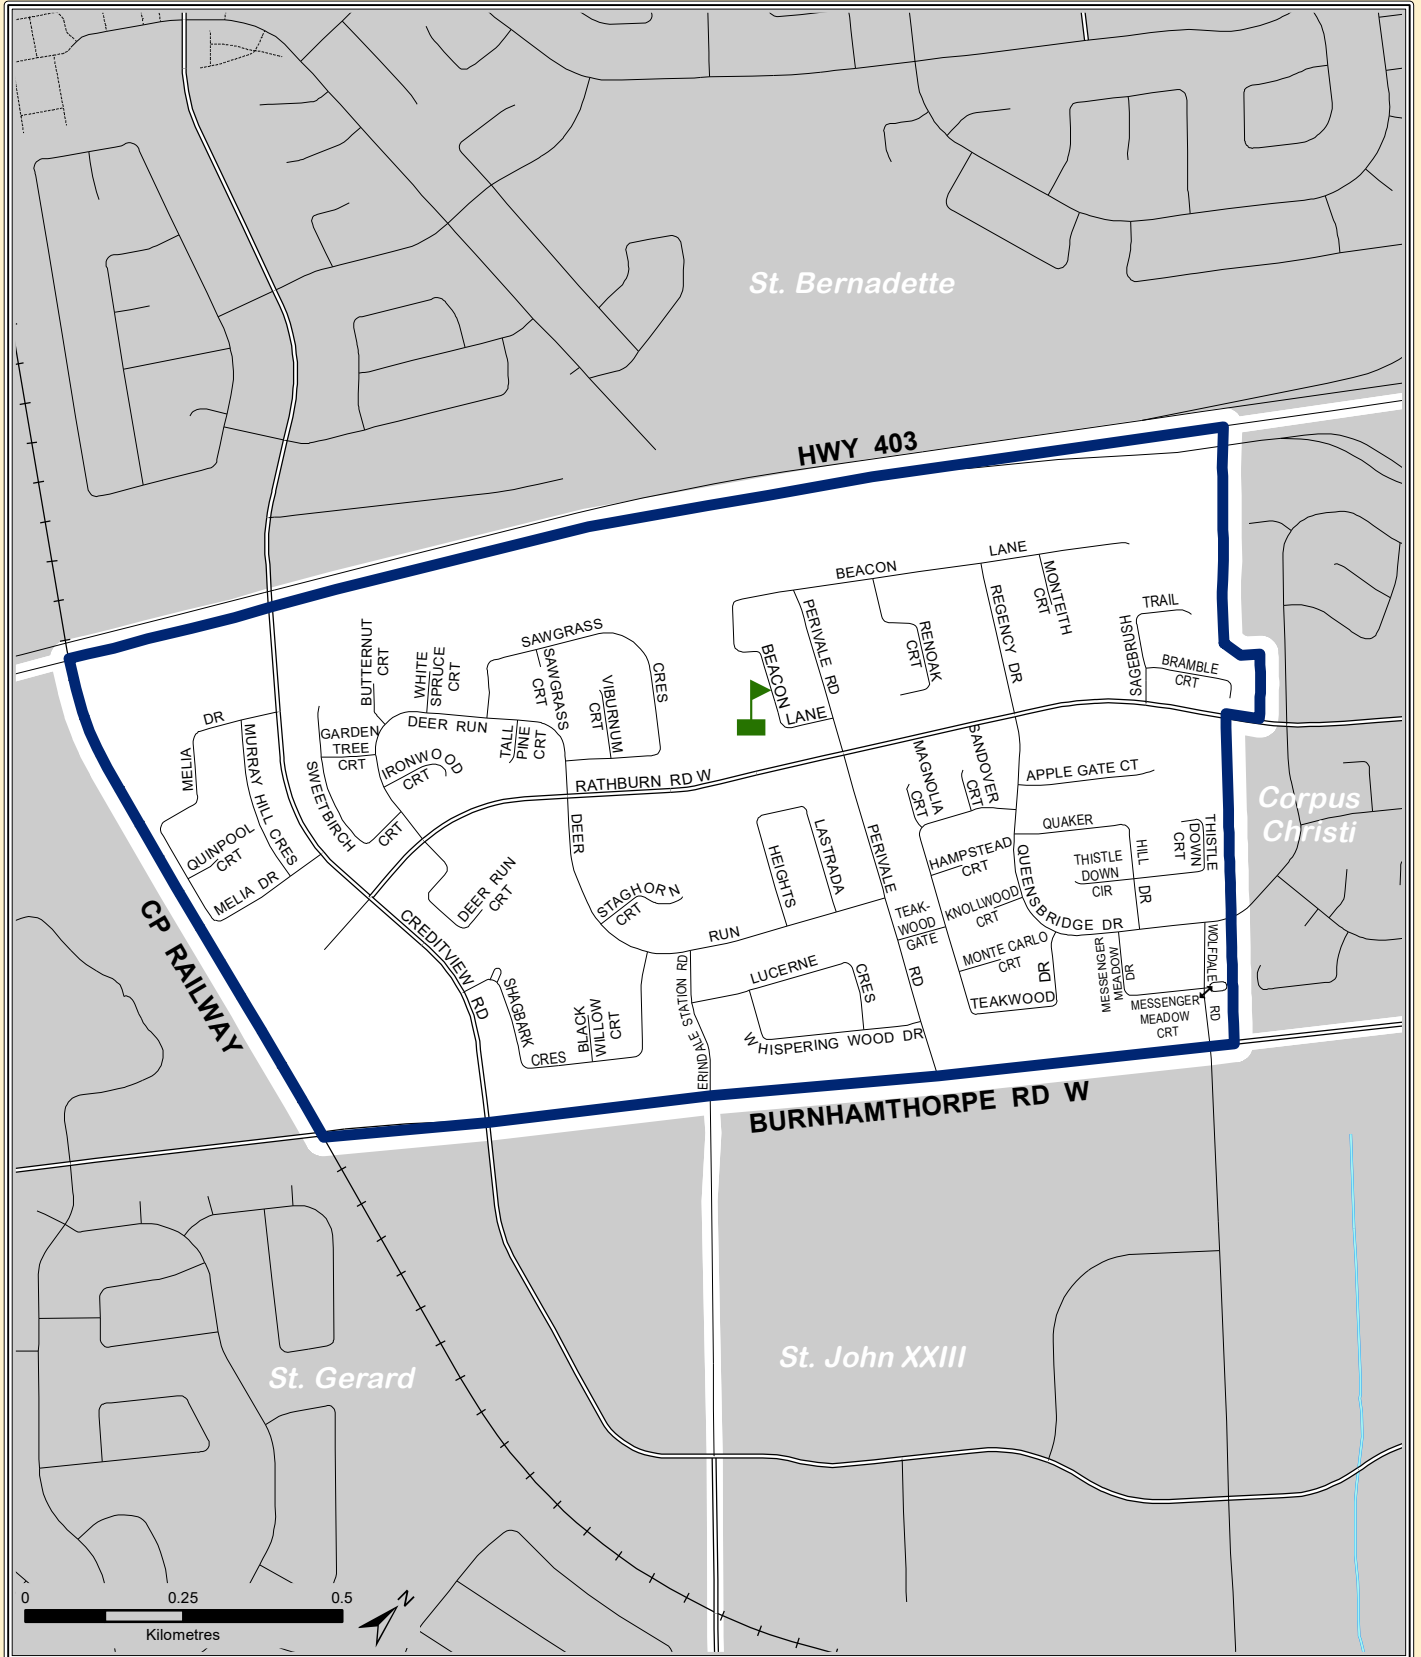 St. Bernadette
HWY 403
BEACON
LANE
MONTEITH
CRT
TRAIL
SAGEBRUSH
BRAMBLE
CRT
REGENCY DR
RENOAK
CRT
PERIVALE RD
BEACON
LANE
BUTTERNUT
CRT
WHITE
SPRUCE
CRT
SAWGRASS
CRES
SAWGRASS
CRT
VIBURNUM
CRT
DEER RUN
TALL
PINE
CRT
GARDEN
TREE
CRT
IRONWOOD
CRT
SWEETBIRCH
CRT
MELIA
DR
MURRAY HILL CRES
QUINPOOL
CRT
MELIA DR
RATHBURN RD W
MAGNOLIA
CRT
SANDOVER
CRT
APPLE GATE CT
Corpus
Christi
QUAKER
HILL
DR
THISTLE
DOWN
CRT
THISTLE
DOWN
CIR
HAMPSTEAD
CRT
QUEENSBRIDGE DR
KNOLLWOOD
CRT
MONTE CARLO
CRT
TEAKWOOD
DR
TEAK-
WOOD
GATE
PERIVALE
RD
LASTRADA
HEIGHTS
DEER
RUN
STAGHORN
CRT
DEER RUN
CRT
CREDITVIEW RD
CP RAILWAY
SHAGBARK
CRES
BLACK
WILLOW
CRT
ERINDALE STATION RD
LUCERNE
CRES
WHISPERING WOOD DR
MESSENGER
MEADOW
DR
MESSENGER
MEADOW
CRT
WOLFDALE
RD
BURNHAMTHORPE RD W
St. Gerard
St. John XXIII
0 0.25 0.5
Kilometres
N